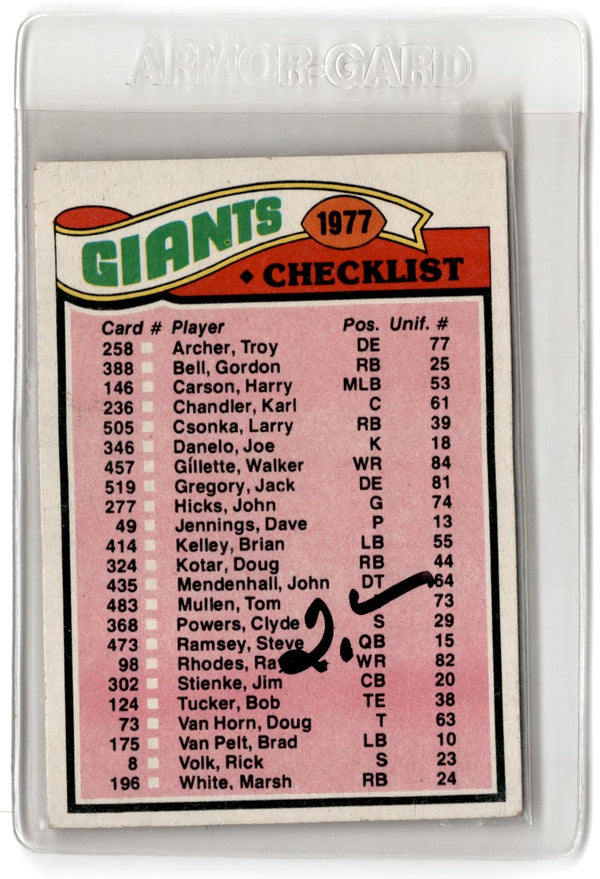 ARMOR-GARD
GIANTS 1977
◆ CHECKLIST
Card # Player Pos. Unif. #
258 Archer, Troy DE 77
388 Bell, Gordon RB 25
146 Carson, Harry MLB 53
236 Chandler, Karl C 61
505 Csonka, Larry RB 39
346 Danelo, Joe K 18
457 Gillette, Walker WR 84
519 Gregory, Jack DE 81
277 Hicks, John G 74
49 Jennings, Dave P 13
414 Kelley, Brian LB 55
324 Kotar, Doug RB 44
435 Mendenhall, John DT 64
483 Mullen, Tom 73
368 Powers, Clyde S 29
473 Ramsey, Steve QB 15
98 Rhodes, Ray WR 82
302 Stienke, Jim CB 20
124 Tucker, Bob TE 38
73 Van Horn, Doug T 63
175 Van Pelt, Brad LB 10
8 Volk, Rick S 23
196 White, Marsh RB 24
2.-